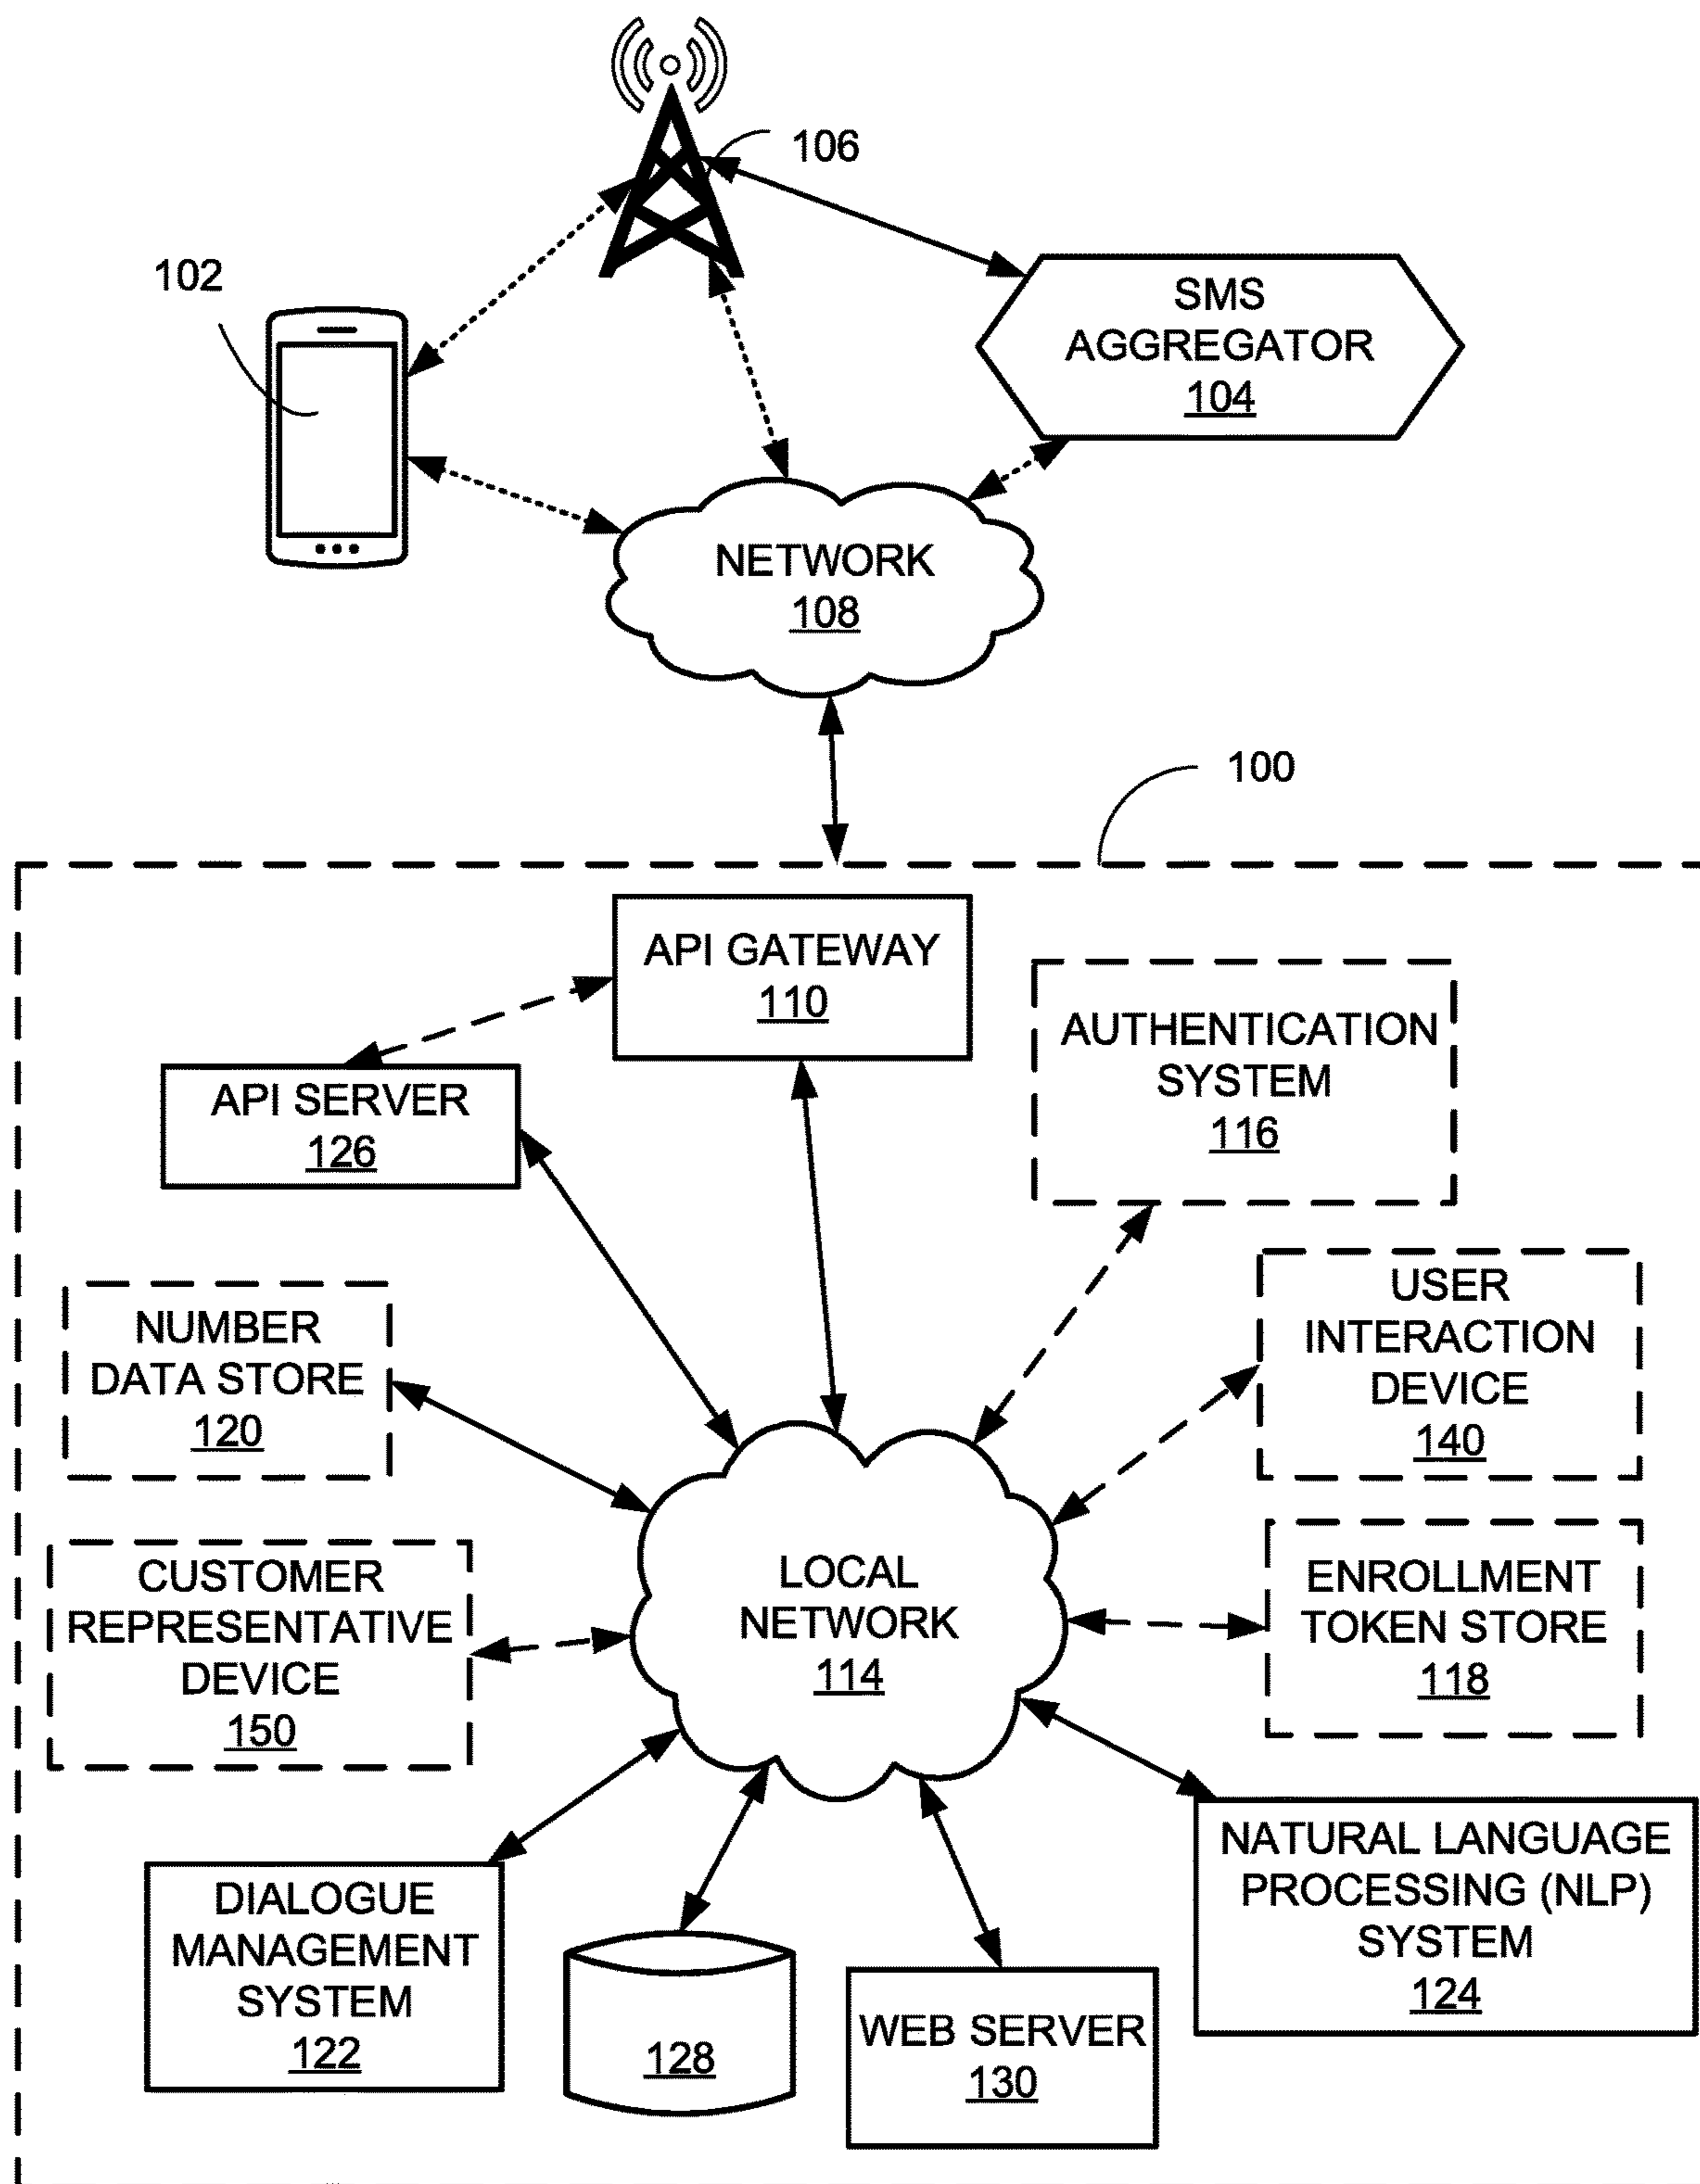 106
102
SMS
AGGREGATOR
104
NETWORK
108
100
API GATEWAY
110
AUTHENTICATION
SYSTEM
116
API SERVER
126
USER
INTERACTION
DEVICE
140
NUMBER
DATA STORE
120
CUSTOMER
REPRESENTATIVE
DEVICE
150
LOCAL
NETWORK
114
ENROLLMENT
TOKEN STORE
118
DIALOGUE
MANAGEMENT
SYSTEM
122
128
WEB SERVER
130
NATURAL LANGUAGE
PROCESSING (NLP)
SYSTEM
124